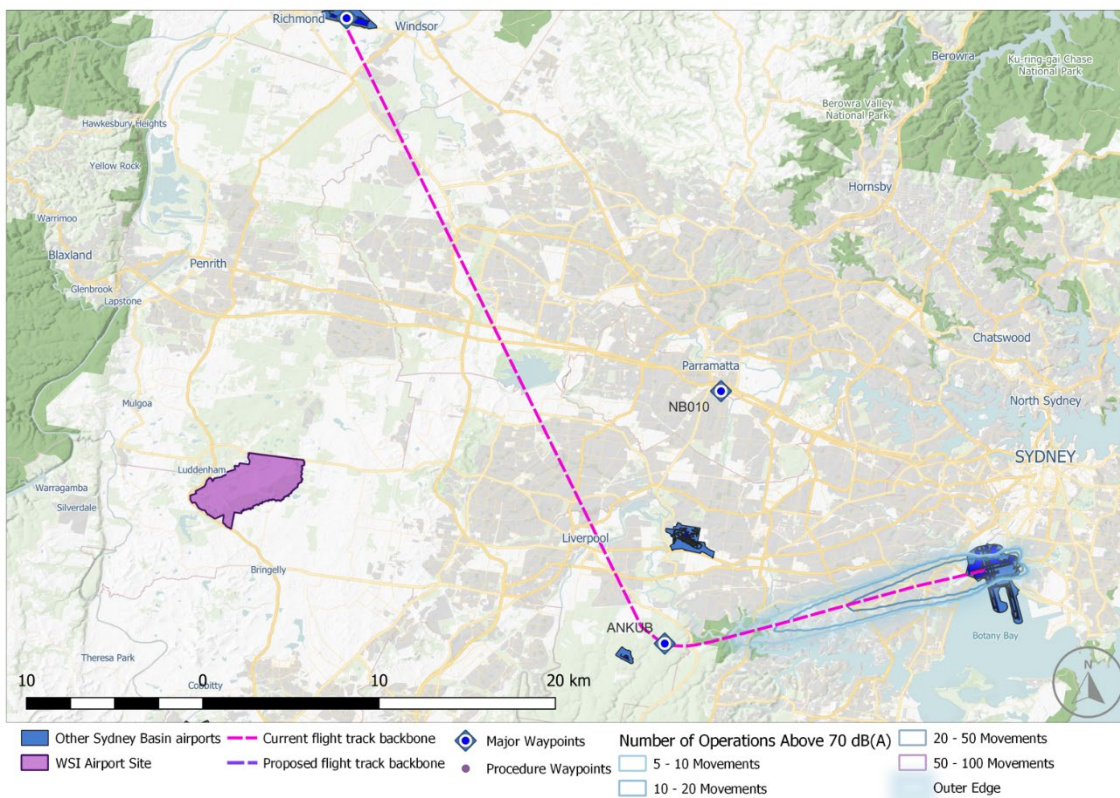 Richmond
Windsor
Berowra
Ku-ring-gai Chase
National Park
Berowra Valley
National Park
Hawkesbury Heights
Yellow Rock
Hornsby
Warrimoo
Blaxland
Penrith
Glenbrook
Lapstone
Chatswood
Parramatta
NB010
North Sydney
Mulgoa
SYDNEY
Luddenham
Warragamba
Silverdale
Liverpool
Bringelly
ANKUB
Botany Bay
Theresa Park
Cobbitty
N
10 0 10 20 km
Other Sydney Basin airports
WSI Airport Site
Current flight track backbone
Proposed flight track backbone
Major Waypoints
Procedure Waypoints
Number of Operations Above 70 dB(A)
5 - 10 Movements
10 - 20 Movements
20 - 50 Movements
50 - 100 Movements
Outer Edge